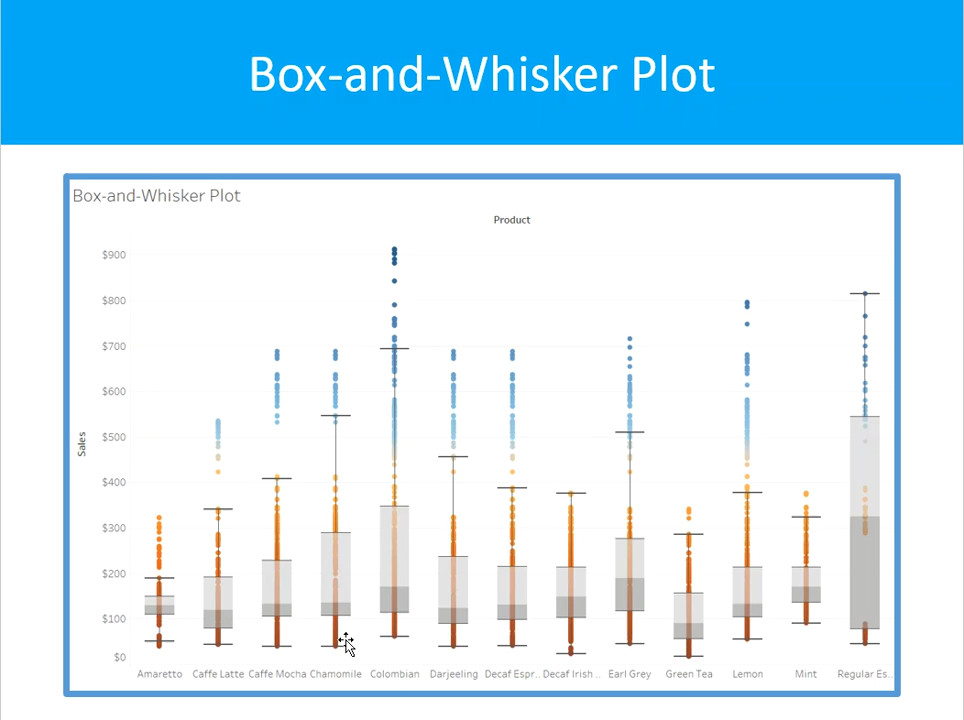 Box-and-Whisker Plot
Box-and-Whisker Plot
Product
$900
$800
$700
$600
$500
$400
$300
$200
$100
$0
Sales
Amaretto Caffe Latte Caffe Mocha Chamomile Colombian Darjeeling Decaf Espr.. Decaf Irish .. Earl Grey Green Tea Lemon Mint Regular Es..